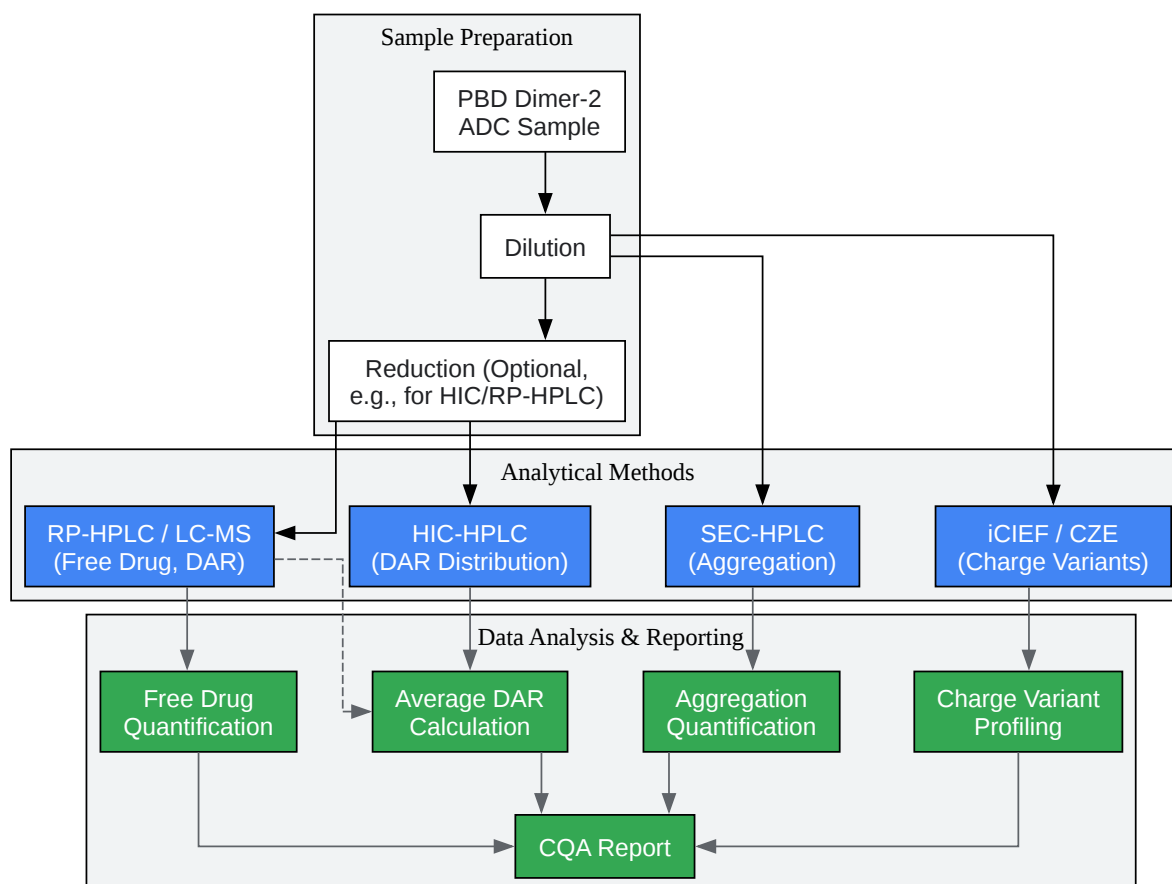 Sample Preparation
PBD Dimer-2
ADC Sample
Dilution
Reduction (Optional,
e.g., for HIC/RP-HPLC)
Analytical Methods
RP-HPLC / LC-MS
(Free Drug, DAR)
HIC-HPLC
(DAR Distribution)
SEC-HPLC
(Aggregation)
iCIEF / CZE
(Charge Variants)
Data Analysis & Reporting
Free Drug
Quantification
Average DAR
Calculation
Aggregation
Quantification
Charge Variant
Profiling
CQA Report